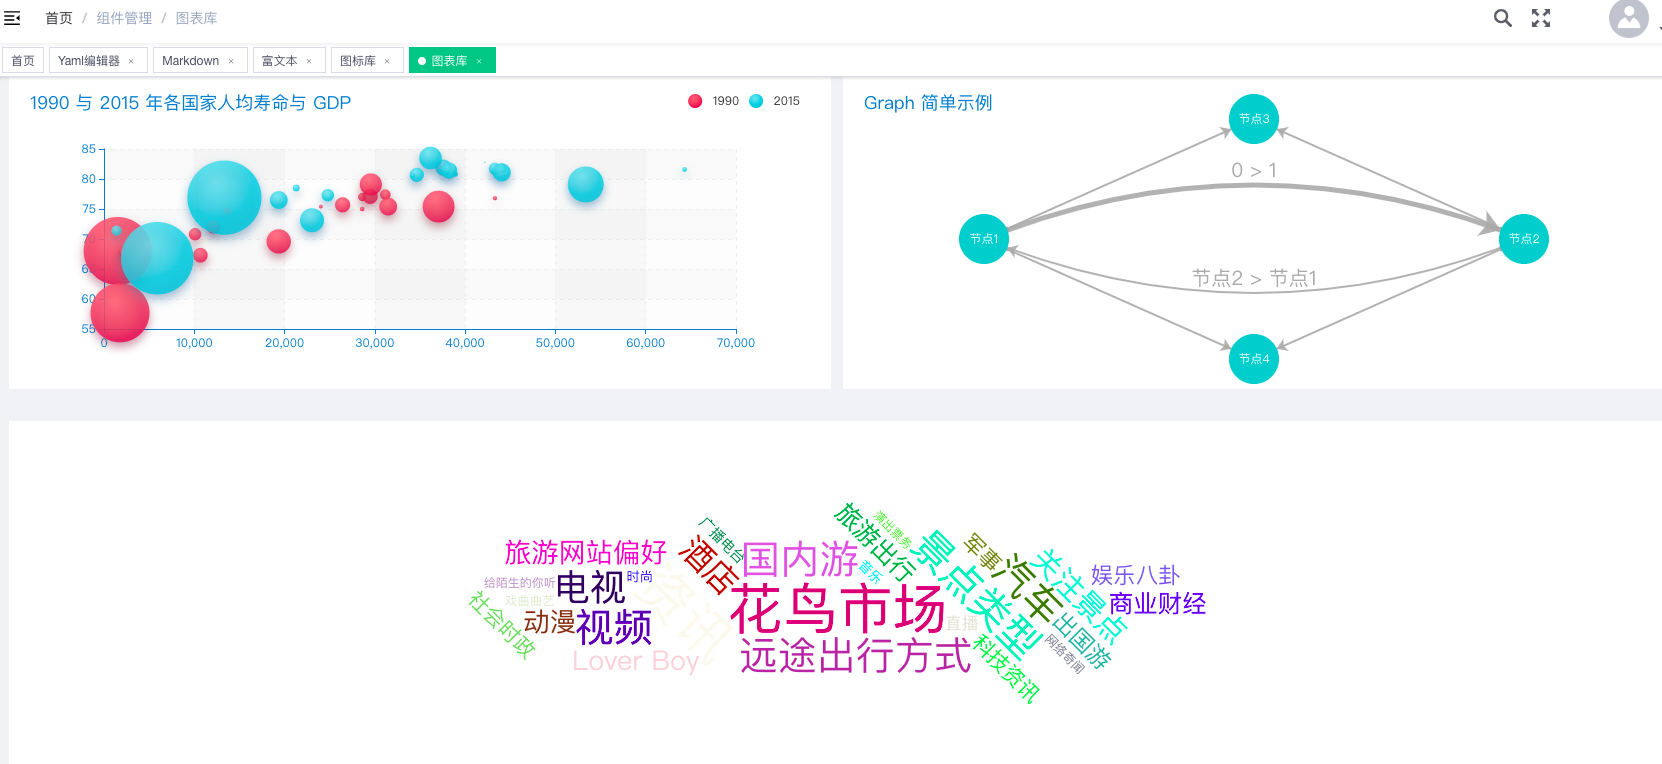 首页 / 组件管理 / 图表库
首页 Yaml编辑器 × Markdown × 富文本 × 图标库 × 图表库 ×
1990 与 2015 年各国家人均寿命与 GDP
1990 2015
85
80
75
70
65
60
55
0 10,000 20,000 30,000 40,000 50,000 60,000 70,000
Graph 简单示例
节点3
0 > 1
节点1
节点2
节点2 > 节点1
节点4
旅游网站偏好
给陌生的你听
电视
时尚
戏曲曲艺
社会时政
动漫
视频
Lover Boy
资讯
广播电台
酒店
国内游
音乐
花鸟市场
远途出行方式
旅游出行
演出票务
景点类型
直播
科技资讯
军事
汽车
关注景点
娱乐八卦
商业财经
出国游
网络奇闻